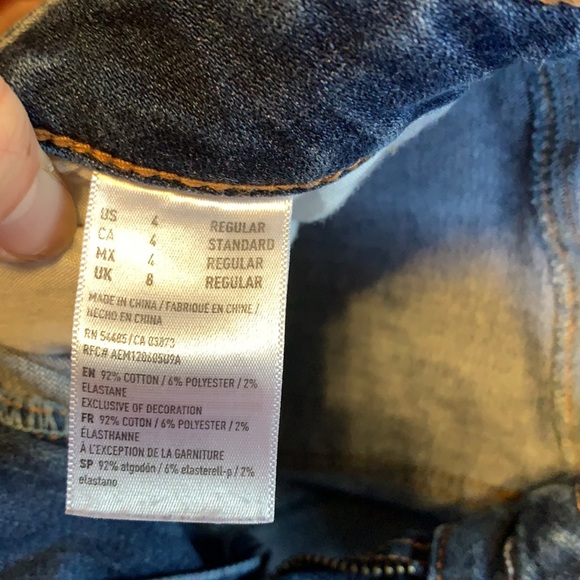 US 4 REGULAR
CA 4 STANDARD
MX 4 REGULAR
UK 8 REGULAR
MADE IN CHINA / FABRIQUÉ EN CHINE /
HECHO EN CHINA
RN 54485 / CA 03873
RFC# AEM120605U9A
EN 92% COTTON / 6% POLYESTER / 2%
ELASTANE
EXCLUSIVE OF DECORATION
FR 92% COTON / 6% POLYESTER / 2%
ÉLASTHANNE
À L'EXCEPTION DE LA GARNITURE
SP 92% algodón / 6% elasterell-p / 2%
elastano